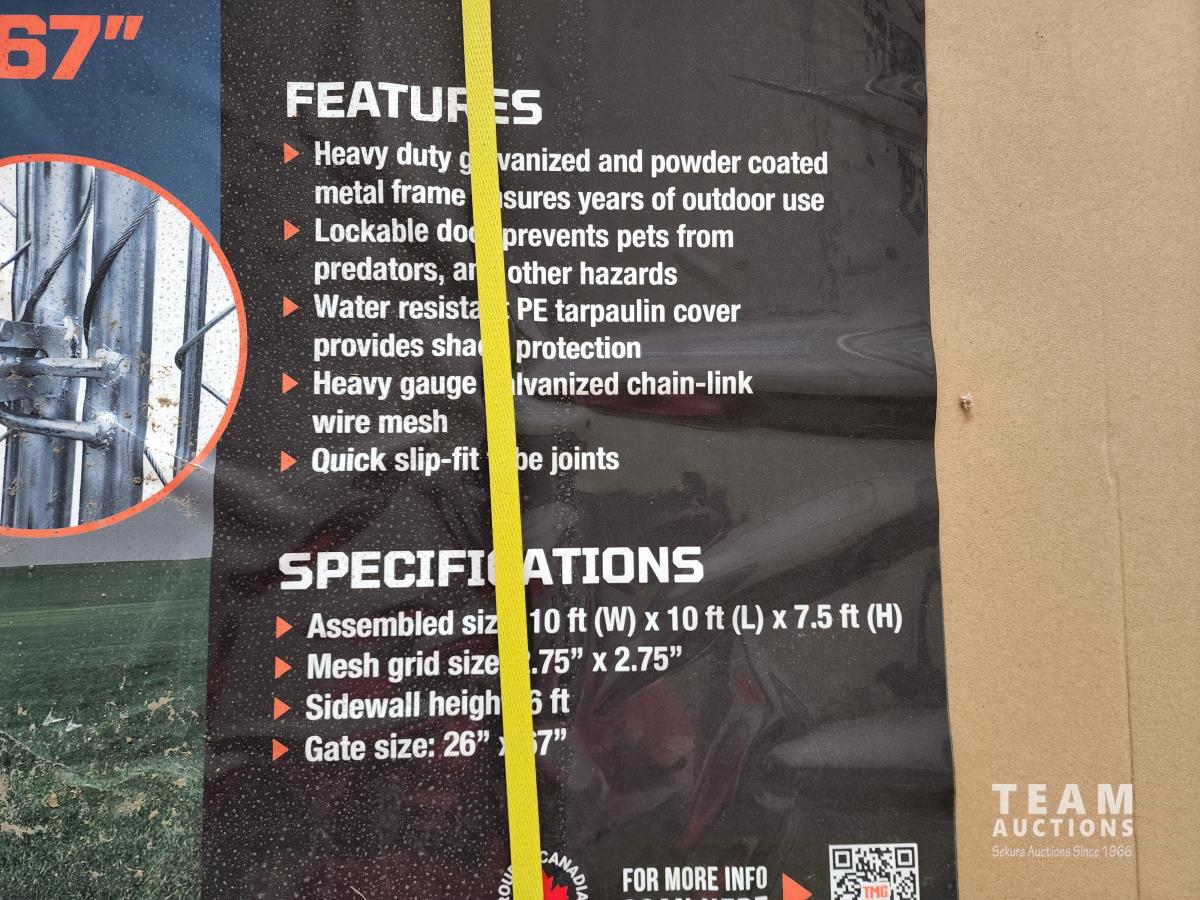 67"
FEATURES
Heavy duty galvanized and powder coated
metal frame ensures years of outdoor use
Lockable door prevents pets from
predators, and other hazards
Water resistant PE tarpaulin cover
provides shade protection
Heavy gauge galvanized chain-link
wire mesh
Quick slip-fit tube joints
SPECIFICATIONS
Assembled size: 10 ft (W) x 10 ft (L) x 7.5 ft (H)
Mesh grid size: 2.75” x 2.75”
Sidewall height: 6 ft
Gate size: 26” x 67”
CANADIAN
FOR MORE INFO
SCAN HERE
TMG
TEAM
AUCTIONS
Sekura Auctions Since 1966